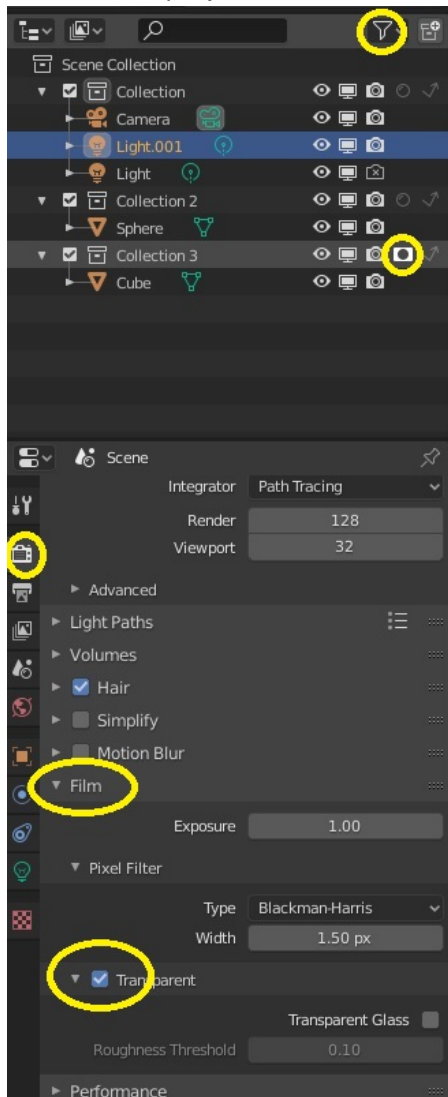 Scene Collection
Collection
Camera
Light.001
Light
Collection 2
Sphere
Collection 3
Cube
Scene
Integrator Path Tracing
Render 128
Viewport 32
Advanced
Light Paths
Volumes
Hair
Simplify
Motion Blur
Film
Exposure 1.00
Pixel Filter
Type Blackman-Harris
Width 1.50 px
Transparent
Transparent Glass
Roughness Threshold 0.10
Performance